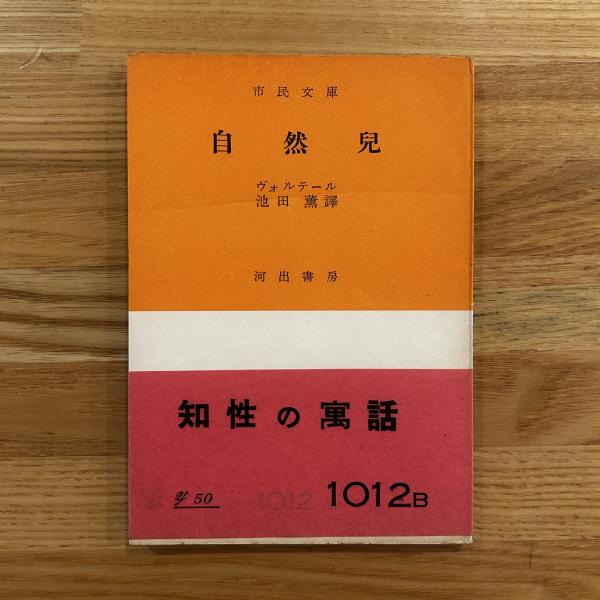 市民文庫
自然兒
ヴォルテール
池田薫譯
河出書房
知性の寓話
¥ 50
1012
1012B